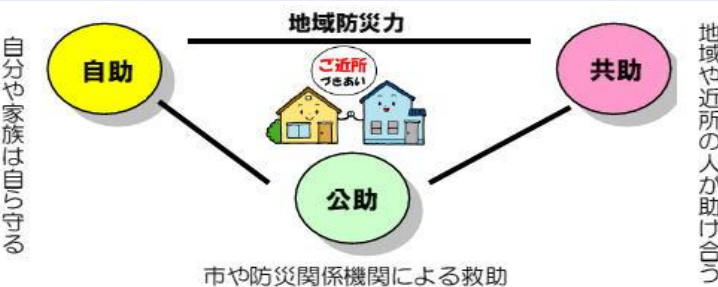 地域防災力
自分や家族は自ら守る
自助
ご近所
づきあい
共助
地域や近所の人が助け合う
公助
市や防災関係機関による救助